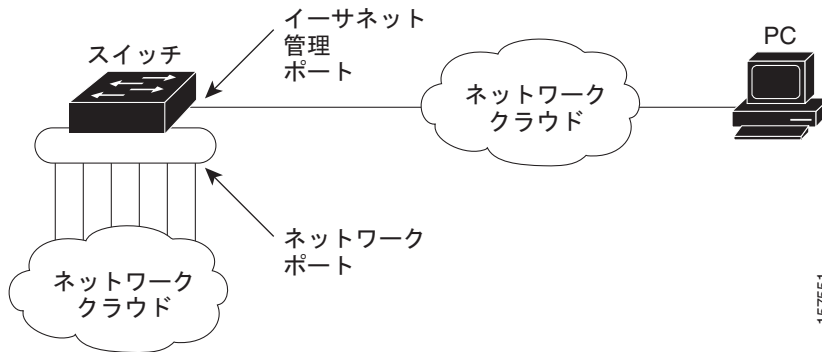 イーサネット
管理
ポート
スイッチ
PC
ネットワーク
クラウド
ネットワーク
ポート
ネットワーク
クラウド
157551